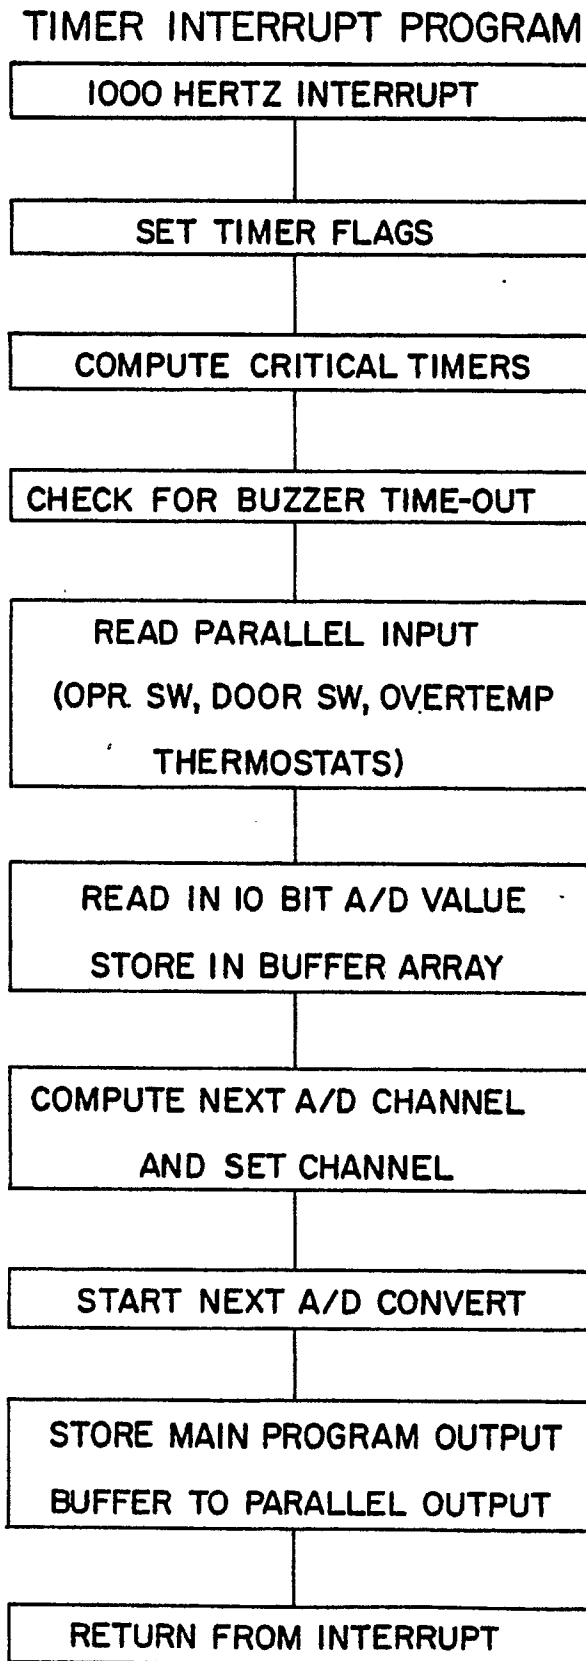 TIMER INTERRUPT PROGRAM
1000 HERTZ INTERRUPT
SET TIMER FLAGS
COMPUTE CRITICAL TIMERS
CHECK FOR BUZZER TIME-OUT
READ PARALLEL INPUT
(OPR. SW, DOOR SW, OVERTEMP
THERMOSTATS)
READ IN 10 BIT A/D VALUE
STORE IN BUFFER ARRAY
COMPUTE NEXT A/D CHANNEL
AND SET CHANNEL
START NEXT A/D CONVERT
STORE MAIN PROGRAM OUTPUT
BUFFER TO PARALLEL OUTPUT
RETURN FROM INTERRUPT